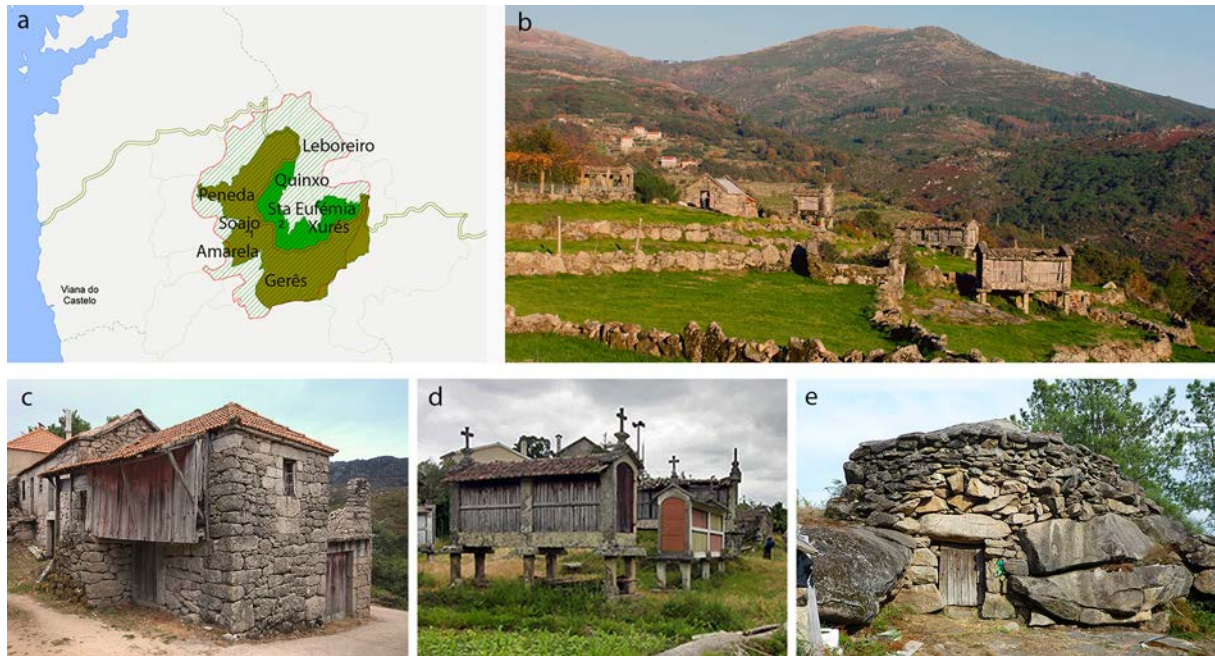 a
Leboreiro
Quinxo
Peneda
Sta Eufémia
Soajo
Xurés
Amarela
Gerês
Viana do
Castelo
b
c
d
e